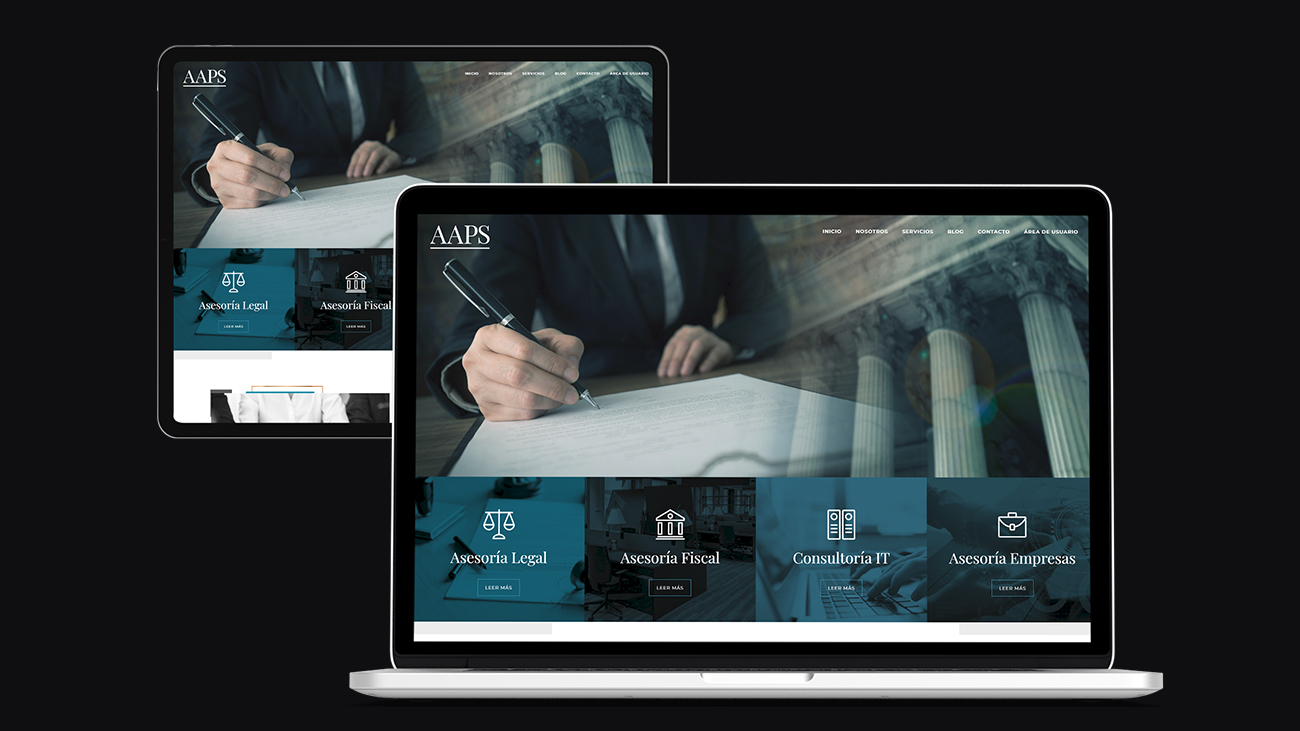 AAPS
INICIO NOSOTROS SERVICIOS BLOG CONTACTO ÁREA DE USUARIO
Asesoría Legal
LEER MÁS
Asesoría Fiscal
LEER MÁS
AAPS
INICIO NOSOTROS SERVICIOS BLOG CONTACTO ÁREA DE USUARIO
Asesoría Legal
LEER MÁS
Asesoría Fiscal
LEER MÁS
Consultoría IT
LEER MÁS
Asesoría Empresas
LEER MÁS